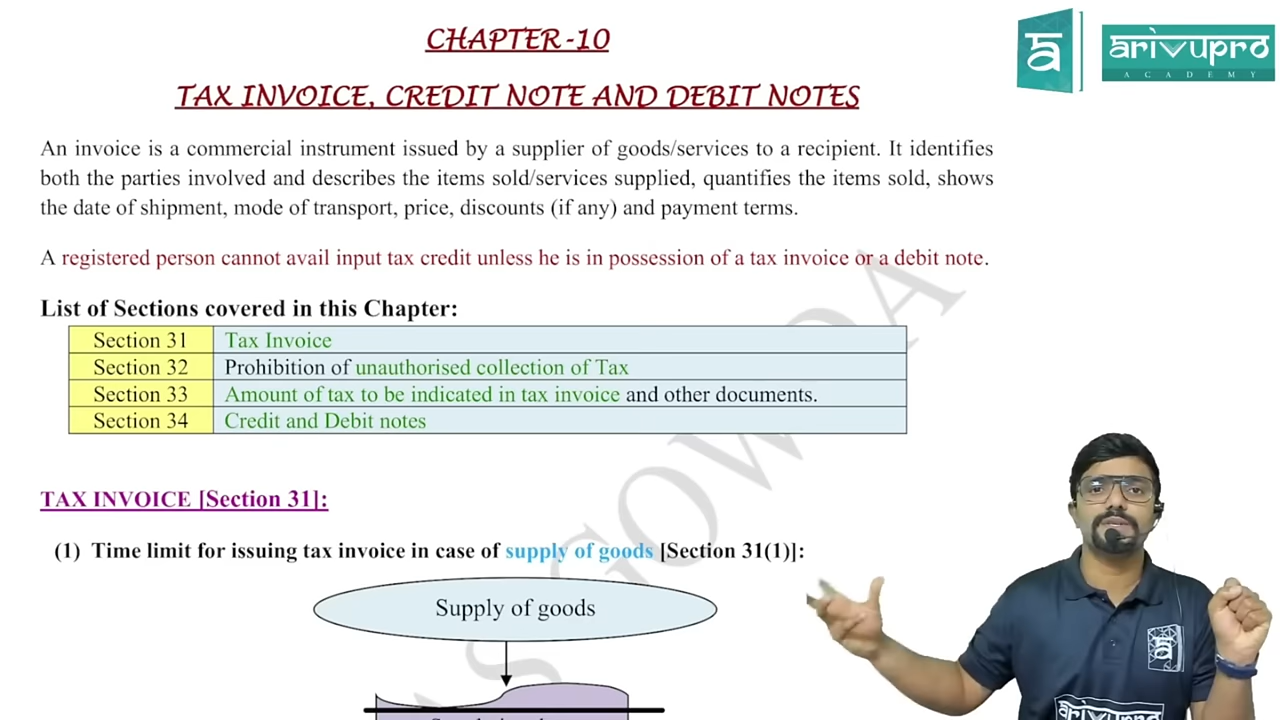 CHAPTER-10
TAX INVOICE, CREDIT NOTE AND DEBIT NOTES
arivupro
ACADEMY
An invoice is a commercial instrument issued by a supplier of goods/services to a recipient. It identifies
both the parties involved and describes the items sold/services supplied, quantifies the items sold, shows
the date of shipment, mode of transport, price, discounts (if any) and payment terms.
A registered person cannot avail input tax credit unless he is in possession of a tax invoice or a debit note.
List of Sections covered in this Chapter:
Section 31 Tax Invoice
Section 32 Prohibition of unauthorised collection of Tax
Section 33 Amount of tax to be indicated in tax invoice and other documents.
Section 34 Credit and Debit notes
TAX INVOICE [Section 31]:
(1) Time limit for issuing tax invoice in case of supply of goods [Section 31(1)]:
Supply of goods
S GOWDA